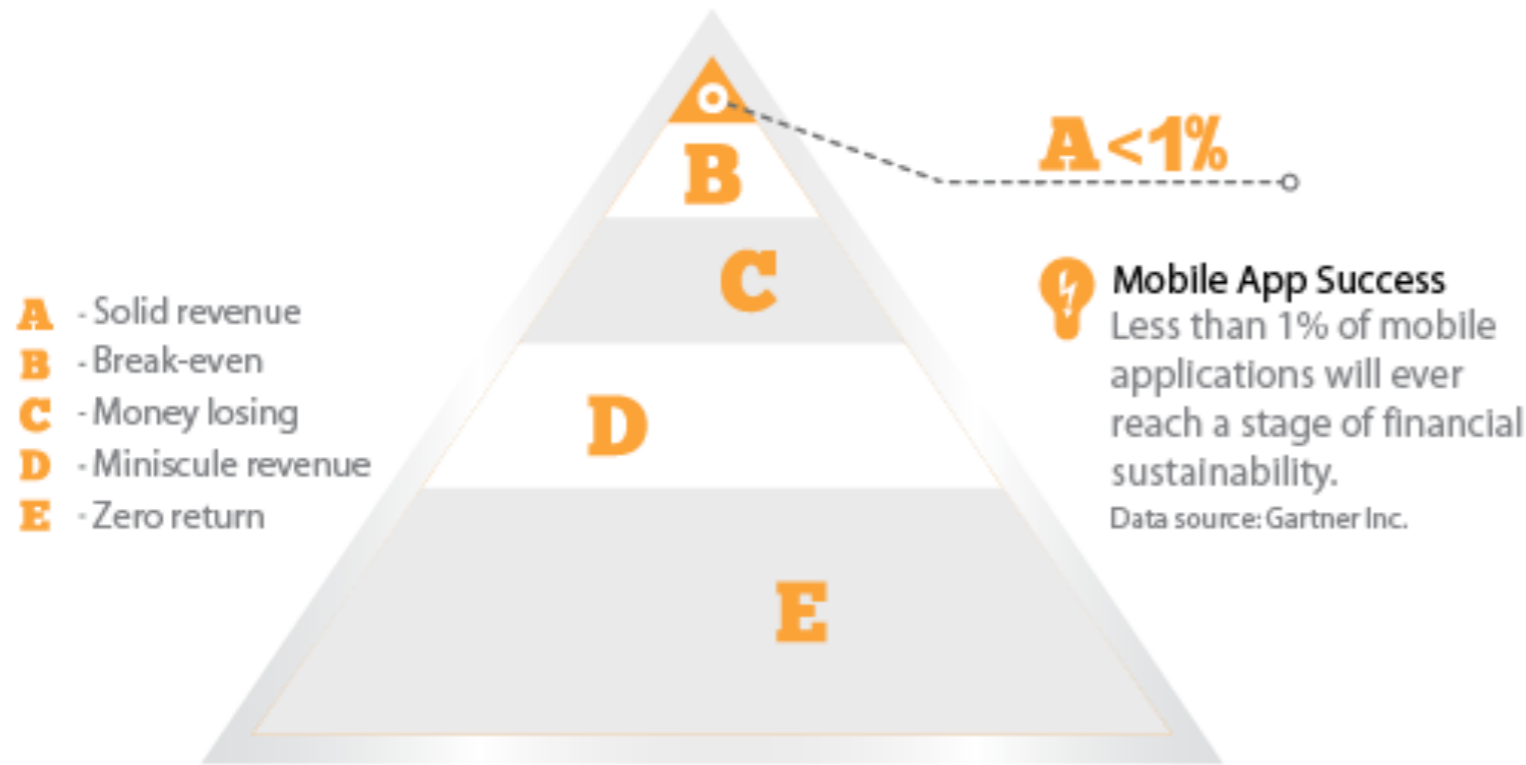 A<1%
B
C
D
E
A - Solid revenue
B - Break-even
C - Money losing
D - Miniscule revenue
E - Zero return
Mobile App Success
Less than 1% of mobile
applications will ever
reach a stage of financial
sustainability.
Data source: Gartner Inc.